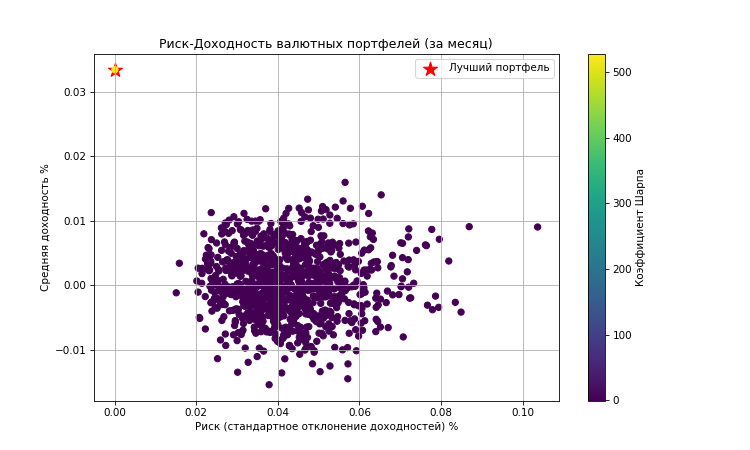 Риск-Доходность валютных портфелей (за месяц)
Лучший портфель
Средняя доходность %
0.03
0.02
0.01
0.00
−0.01
0.00 0.02 0.04 0.06 0.08 0.10
Риск (стандартное отклонение доходностей) %
500
400
300
200
100
0
Коэффициент Шарпа